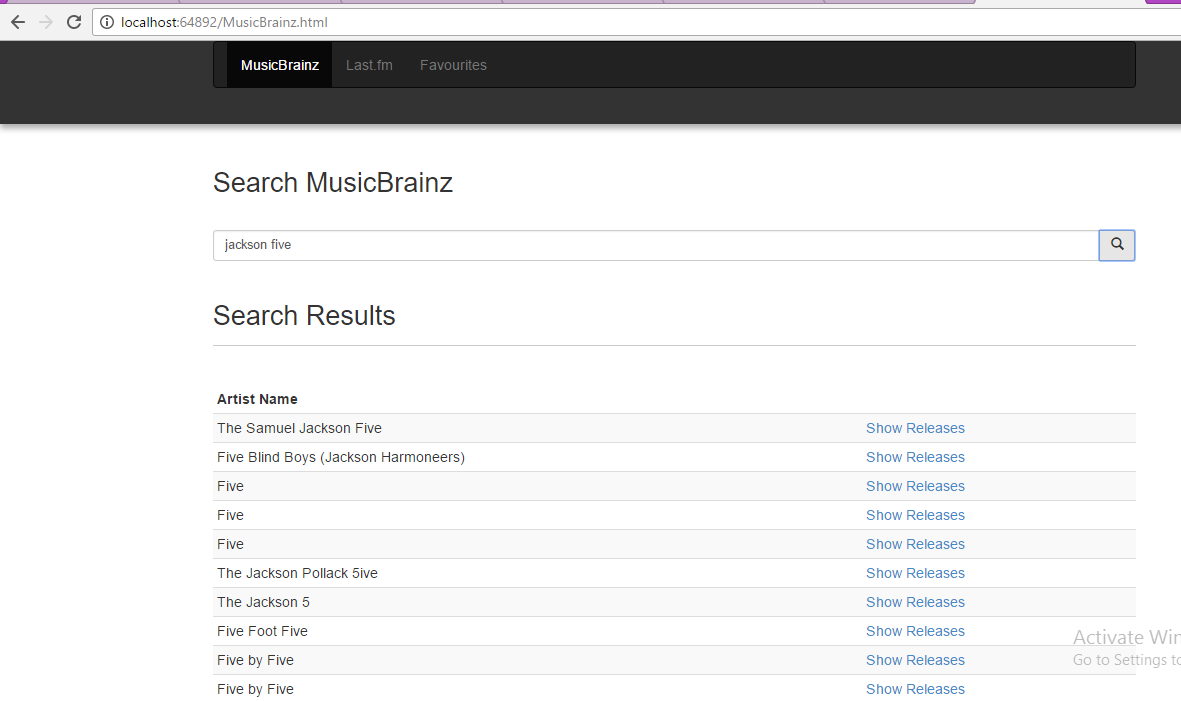 localhost:64892/MusicBrainz.html
MusicBrainz Last.fm Favourites
Search MusicBrainz
jackson five
Search Results
Artist Name
The Samuel Jackson Five Show Releases
Five Blind Boys (Jackson Harmoneers) Show Releases
Five Show Releases
Five Show Releases
Five Show Releases
The Jackson Pollack 5ive Show Releases
The Jackson 5 Show Releases
Five Foot Five Show Releases
Activate Win
Five by Five Show Releases
Go to Settings to
Five by Five Show Releases